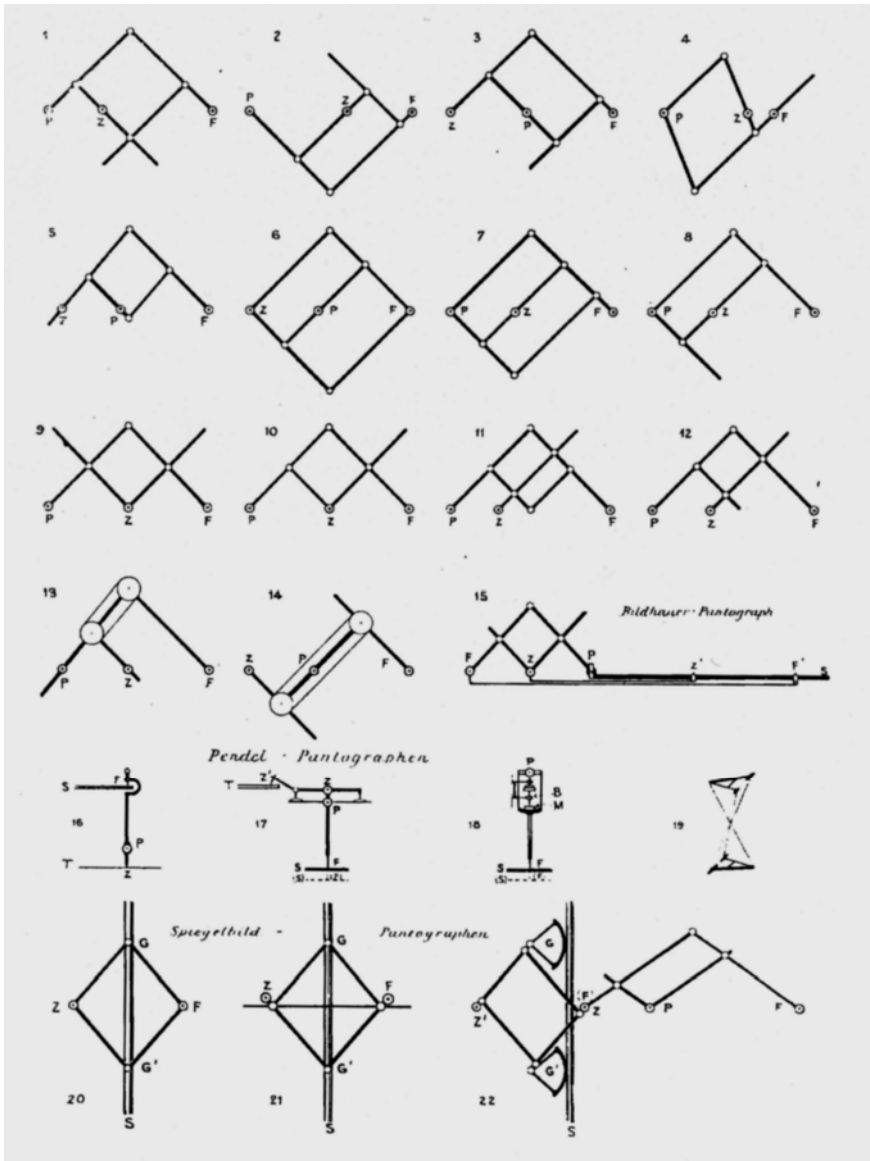 1 2 3 4
P Z F
P Z F
Z P F
P Z F
5 6 7 8
Z P F
Z P F
P Z F
P Z F
9 10 11 12
P Z F
P Z F
P Z F
P Z F
13 14 15 Bildhauer-Pantograph
P Z F
Z P F
F Z P Z' F' S
Pendel - Pantographen
S F P T Z 16
T Z' Z P S F (S) 17
P B M S F (S) (F) 18
19
Spiegelbild - Pantographen
G Z F G' 20 S
G Z F G' 21 S
G Z' (F') Z P F G' 22 S